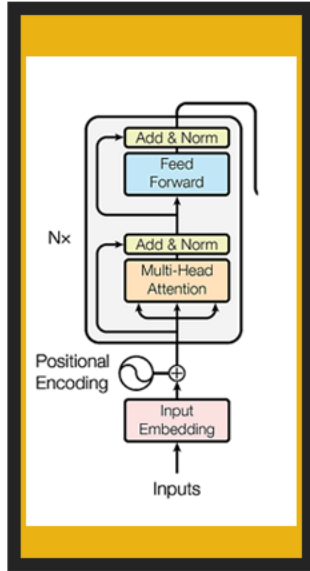 Add & Norm
Feed
Forward
Nx
Add & Norm
Multi-Head
Attention
Positional
Encoding
Input
Embedding
Inputs